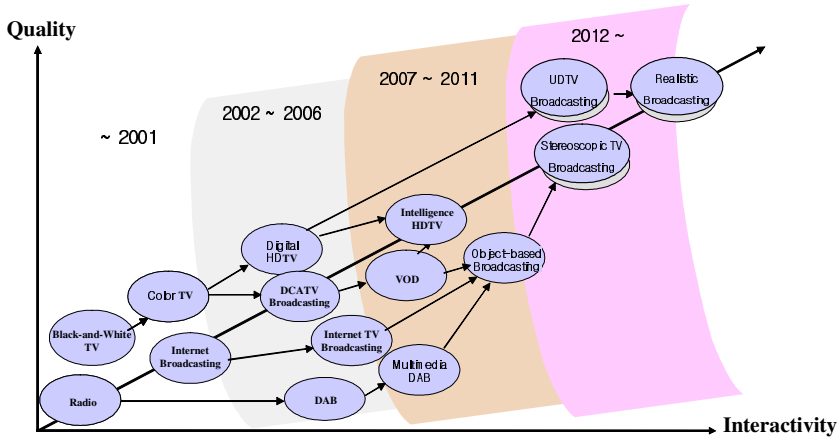 Quality
2012 ~
2007 ~ 2011
2002 ~ 2006
~ 2001
UDTV
Broadcasting
Realistic
Broadcasting
Stereoscopic TV
Broadcasting
Intelligence
HDTV
Digital
HDTV
Object-based
Broadcasting
VOD
DCATV
Broadcasting
Color TV
Black-and-White
TV
Internet TV
Broadcasting
Internet
Broadcasting
Multimedia
DAB
Radio
DAB
Interactivity